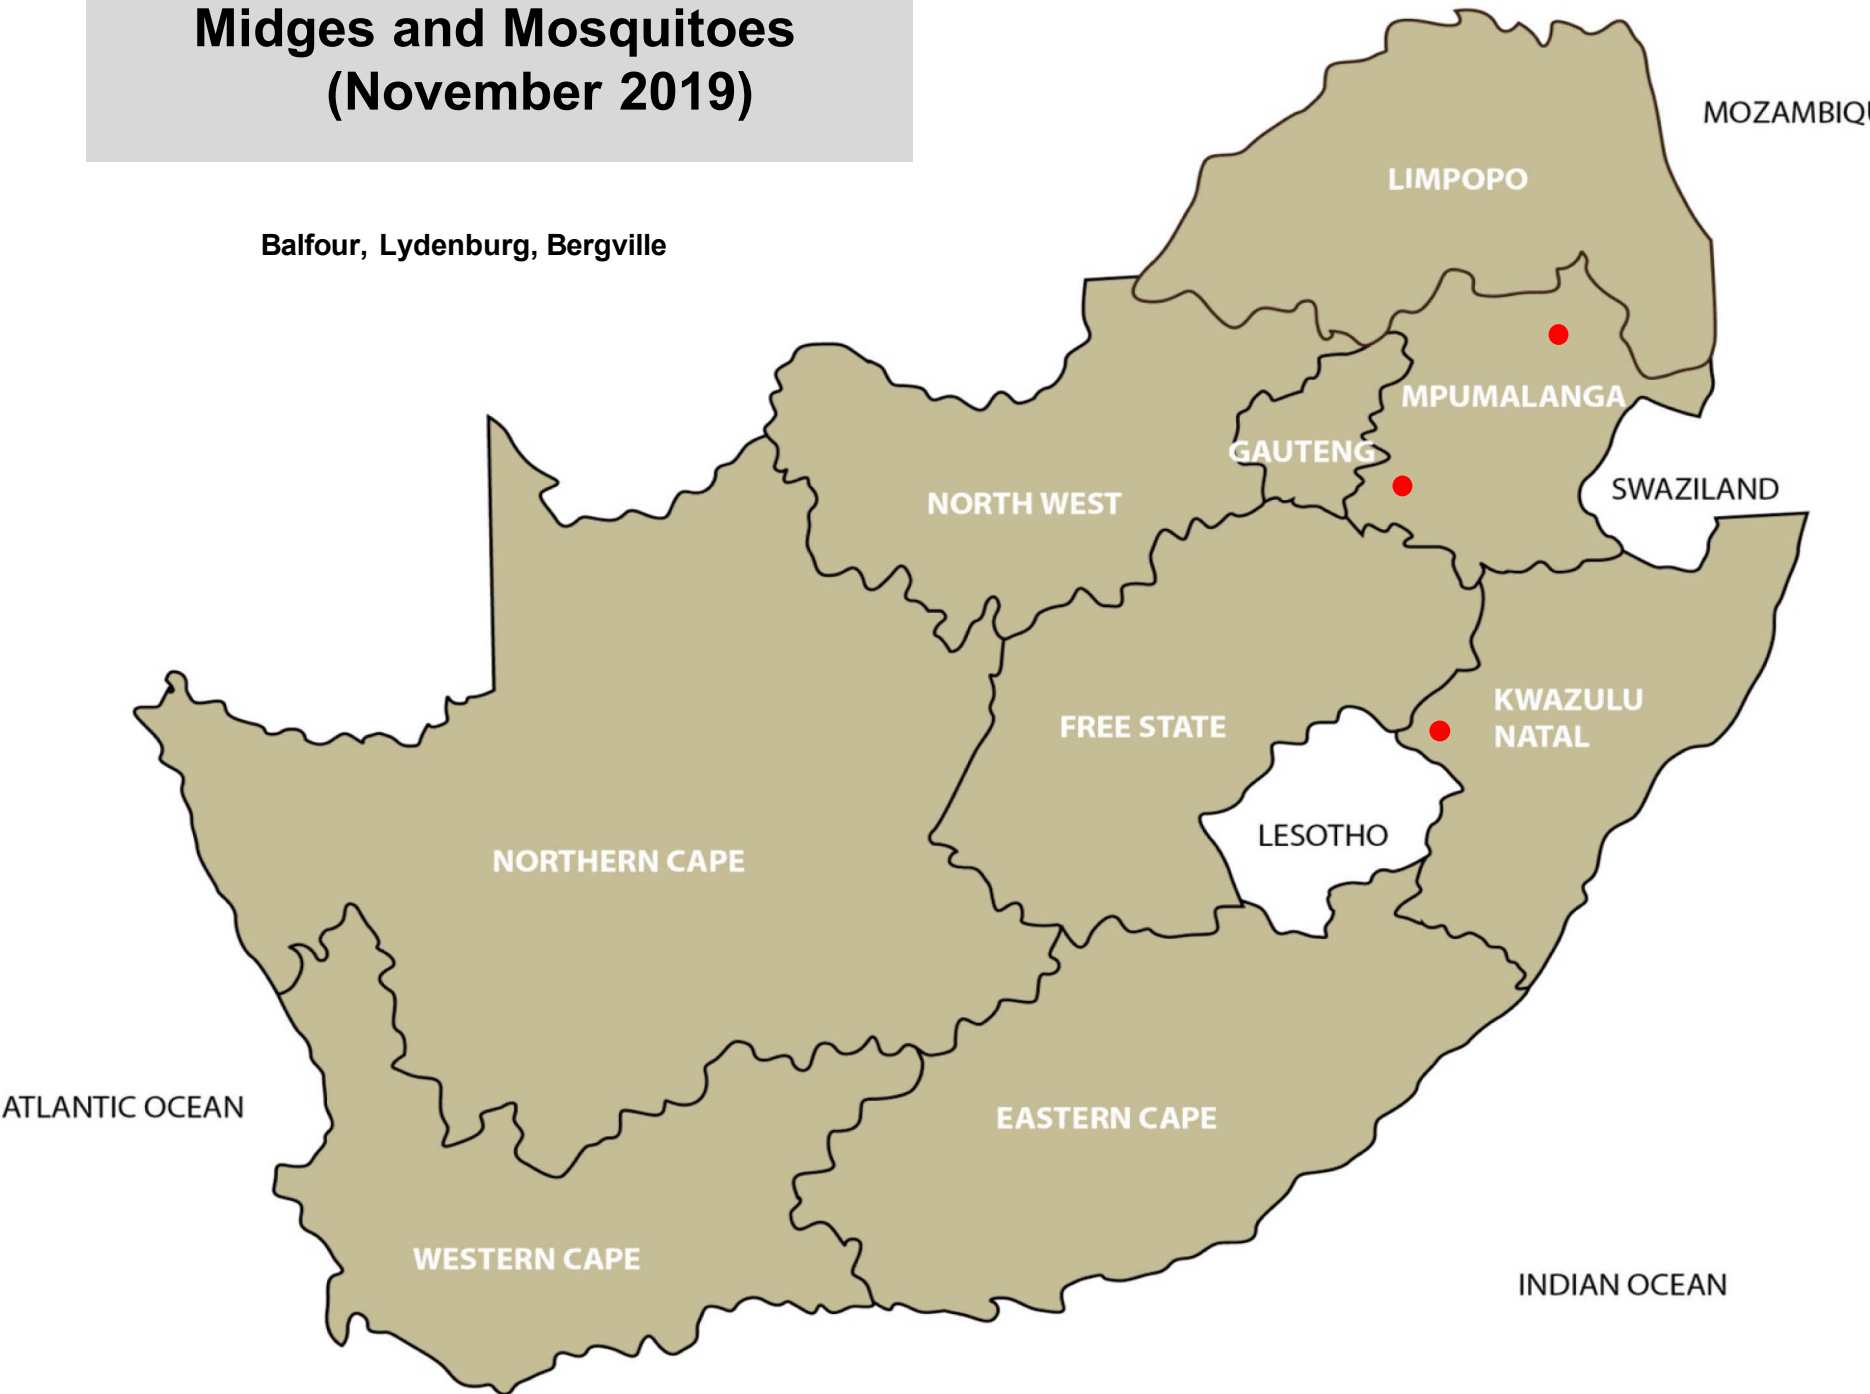 Midges and Mosquitoes
(November 2019)
MOZAMBIQU
LIMPOPO
Balfour, Lydenburg, Bergville
MPUMALANGA
GAUTENG
SWAZILAND
NORTH WEST
KWAZULU
NATAL
FREE STATE
LESOTHO
NORTHERN CAPE
ATLANTIC OCEAN
EASTERN CAPE
WESTERN CAPE
INDIAN OCEAN